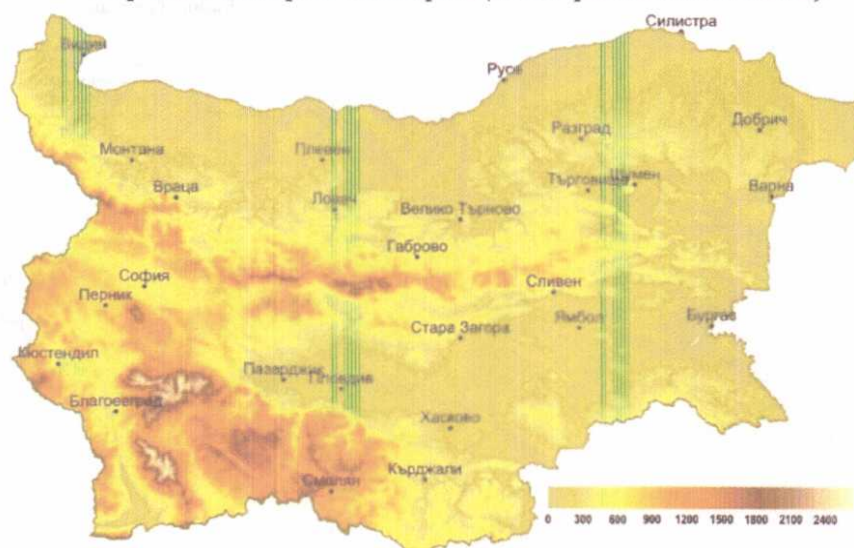 Силистра
Видин
Русе
Добрич
Разград
Монтана
Плевен
Търговище
Шумен
Враца
Варна
Ловеч
Велико Търново
Габрово
София
Сливен
Перник
Стара Загора
Ямбол
Бургас
Кюстендил
Пазарджик
Пловдив
Благоевград
Хасково
Кърджали
Смолян
0 300 600 900 1200 1500 1800 2100 2400